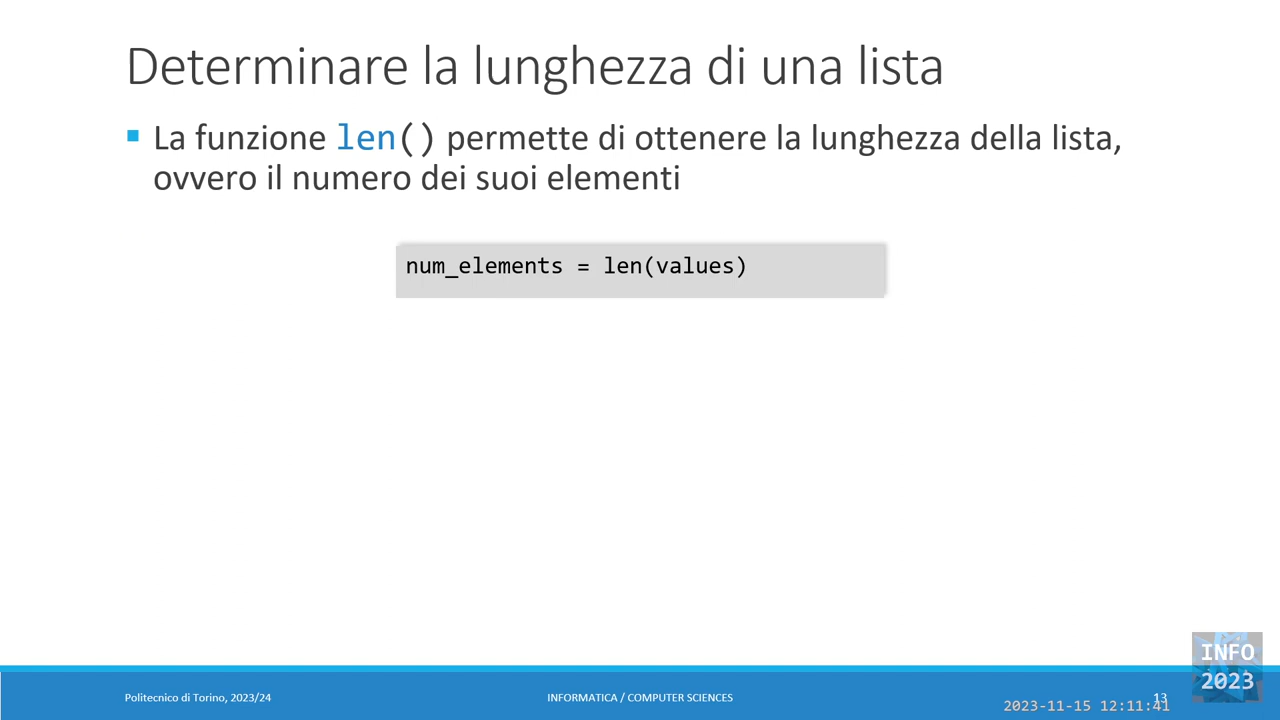 Determinare la lunghezza di una lista
La funzione len() permette di ottenere la lunghezza della lista,
ovvero il numero dei suoi elementi
num_elements = len(values)
INFO
2023
Politecnico di Torino, 2023/24
INFORMATICA / COMPUTER SCIENCES
13
2023-11-15 12:11:41